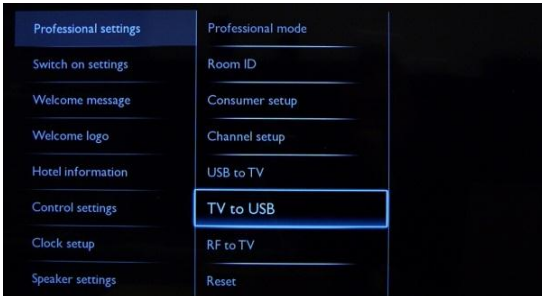 Professional settings
Switch on settings
Welcome message
Welcome logo
Hotel information
Control settings
Clock setup
Speaker settings
Professional mode
Room ID
Consumer setup
Channel setup
USB to TV
TV to USB
RF to TV
Reset